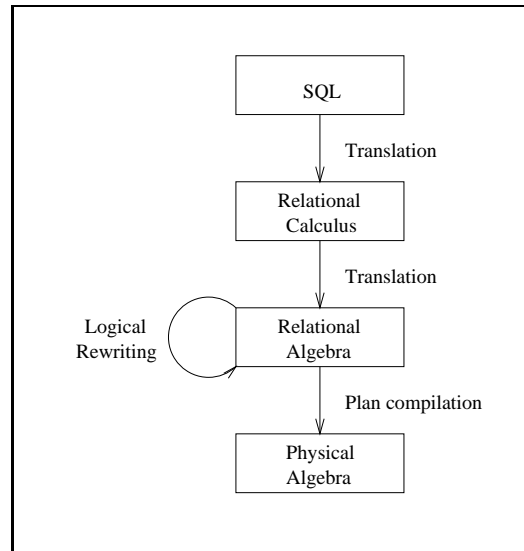 SQL
Translation
Relational
Calculus
Translation
Logical
Rewriting
Relational
Algebra
Plan compilation
Physical
Algebra